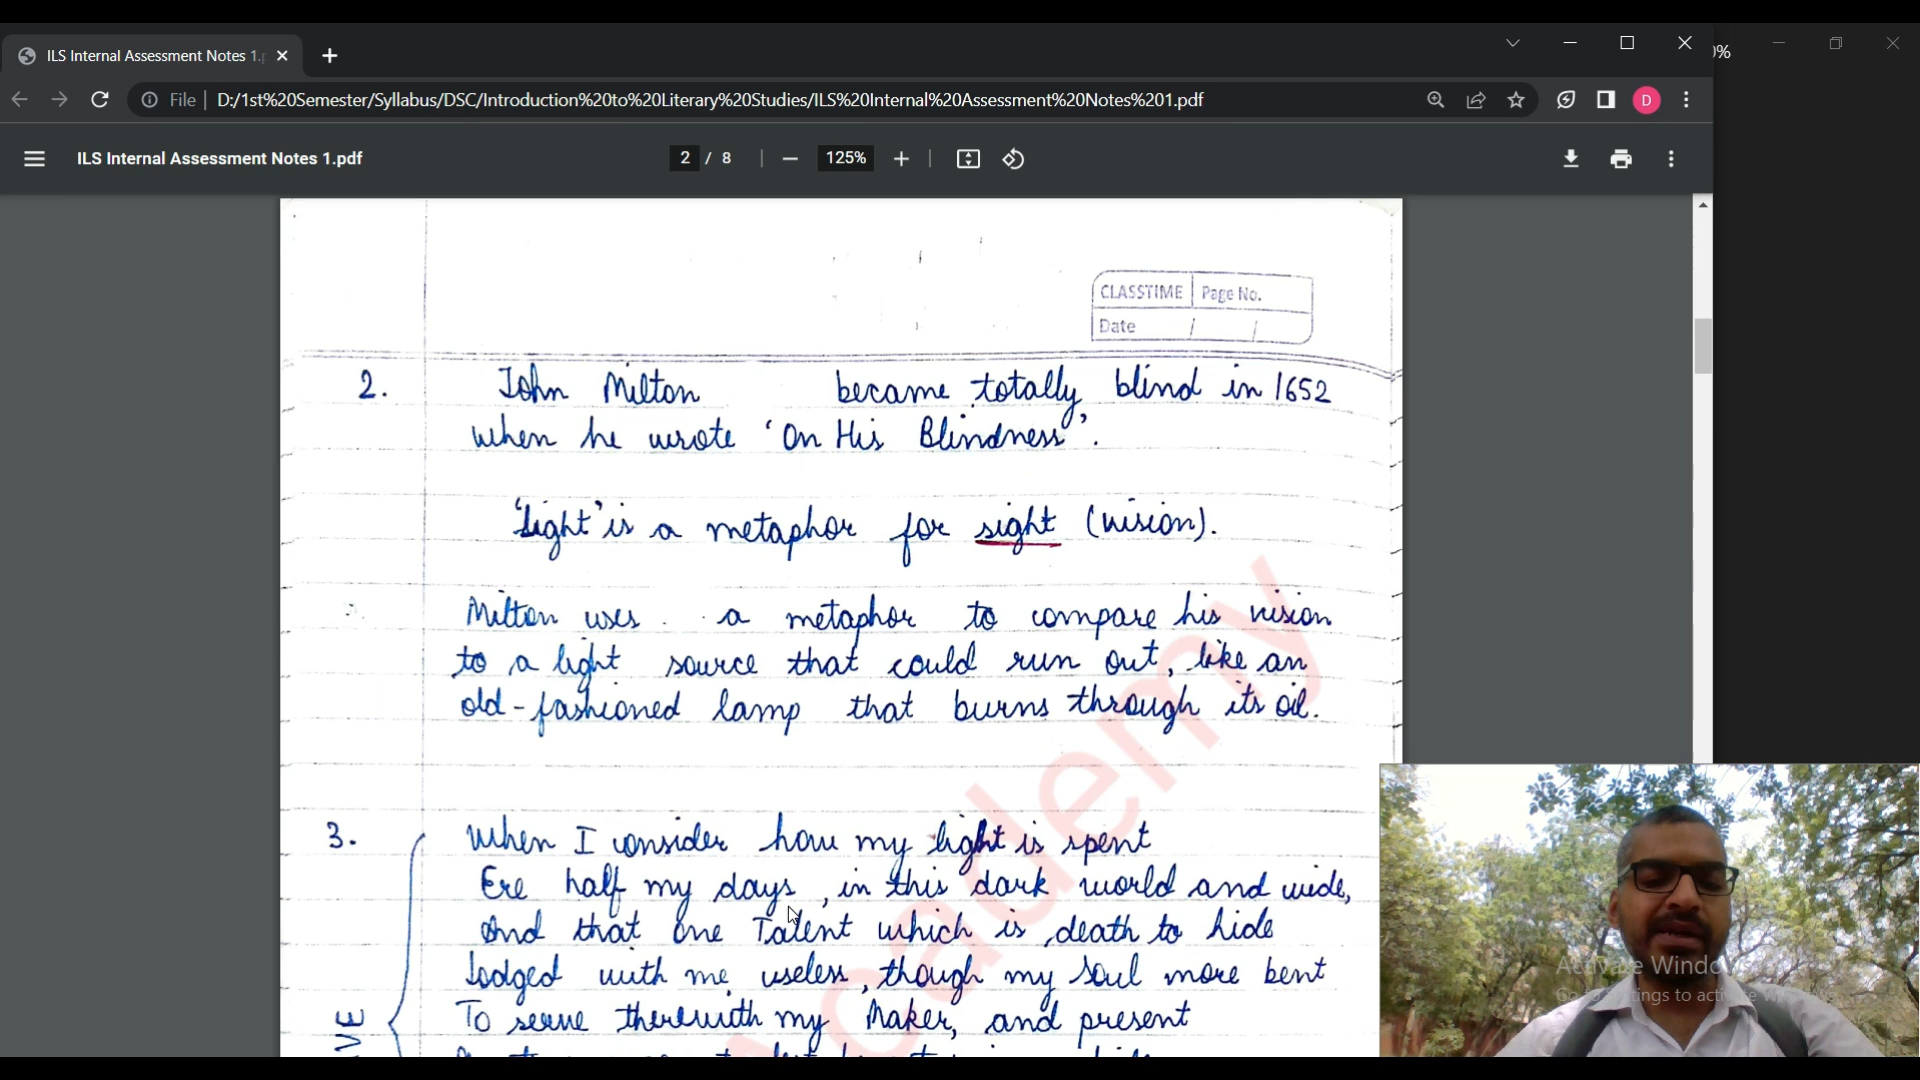 ILS Internal Assessment Notes 1.p
%
File
D:/1st%20Semester/Syllabus/DSC/Introduction%20to%20Literary%20Studies/ILS%20Internal%20Assessment%20Notes%201.pdf
D
ILS Internal Assessment Notes 1.pdf
2 / 8
125%
CLASSTIME Page No.
Date / /
2. John Milton became totally blind in 1652
when he wrote 'On His Blindness'.
'Light' is a metaphor for sight (vision).
Milton uses a metaphor to compare his vision
to a light source that could run out, like an
old-fashioned lamp that burns through its oil.
3. When I consider how my light is spent
Ere half my days, in this dark world and wide,
And that One Talent which is death to hide
Lodged with me useless, though my Soul more bent
To serve therewith my Maker, and present
VE
cademy
Activate Windows